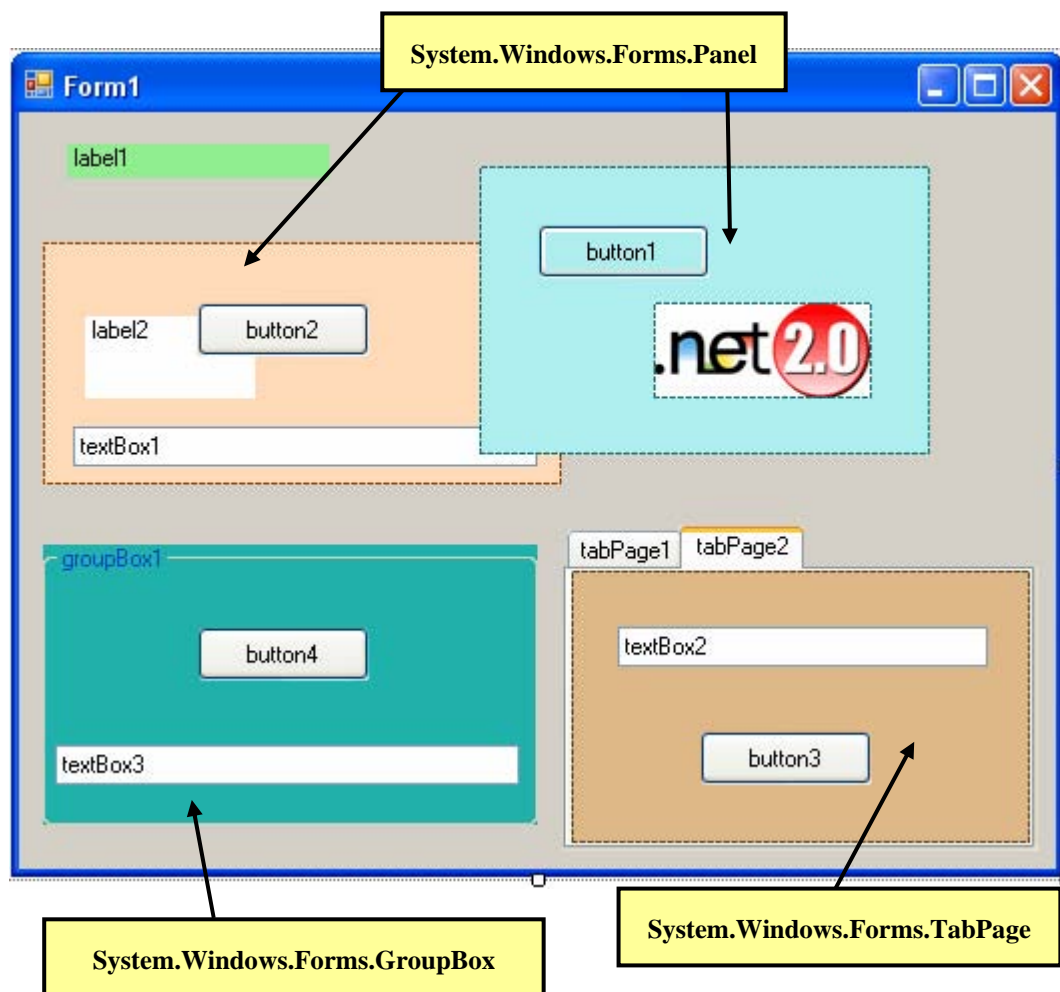 System.Windows.Forms.Panel
Form1
label1
button1
label2
button2
.net 2.0
textBox1
groupBox1
tabPage1
tabPage2
textBox2
button4
button3
textBox3
System.Windows.Forms.TabPage
System.Windows.Forms.GroupBox